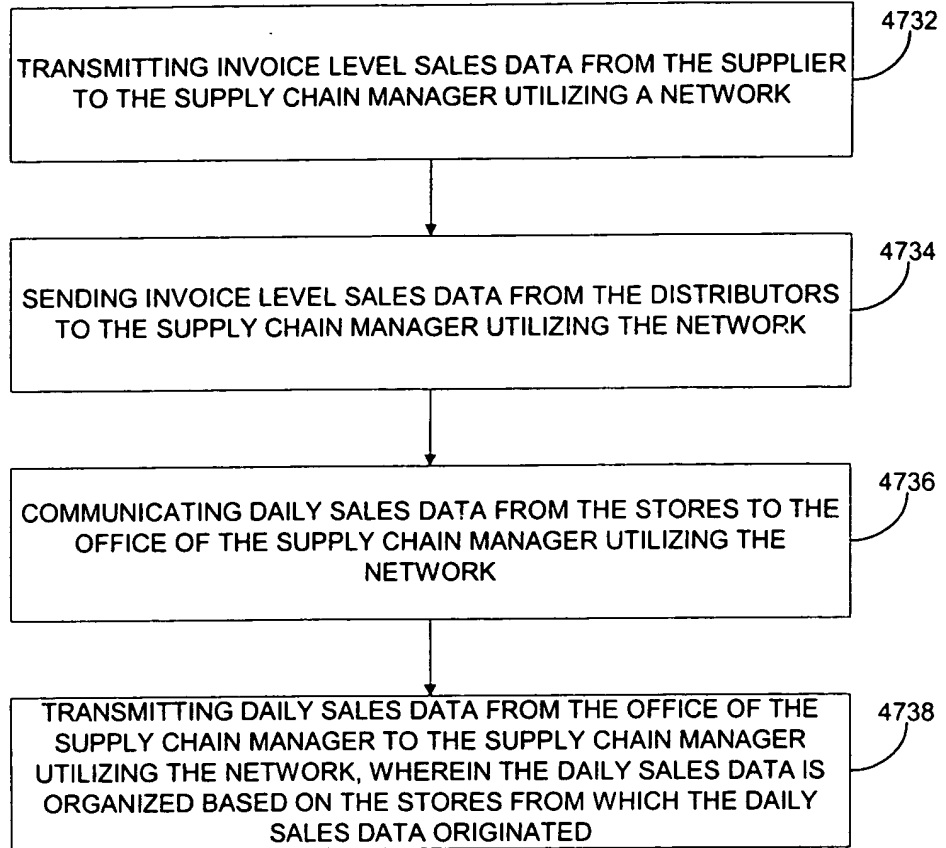 4732
TRANSMITTING INVOICE LEVEL SALES DATA FROM THE SUPPLIER
TO THE SUPPLY CHAIN MANAGER UTILIZING A NETWORK
4734
SENDING INVOICE LEVEL SALES DATA FROM THE DISTRIBUTORS
TO THE SUPPLY CHAIN MANAGER UTILIZING THE NETWORK
4736
COMMUNICATING DAILY SALES DATA FROM THE STORES TO THE
OFFICE OF THE SUPPLY CHAIN MANAGER UTILIZING THE
NETWORK
4738
TRANSMITTING DAILY SALES DATA FROM THE OFFICE OF THE
SUPPLY CHAIN MANAGER TO THE SUPPLY CHAIN MANAGER
UTILIZING THE NETWORK, WHEREIN THE DAILY SALES DATA IS
ORGANIZED BASED ON THE STORES FROM WHICH THE DAILY
SALES DATA ORIGINATED